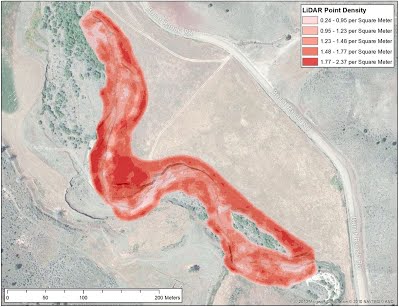 LiDAR Point Density
0.24 - 0.95 per Square Meter
0.95 - 1.23 per Square Meter
1.23 - 1.48 per Square Meter
1.48 - 1.77 per Square Meter
1.77 - 2.37 per Square Meter
0 50 100 200 Meters